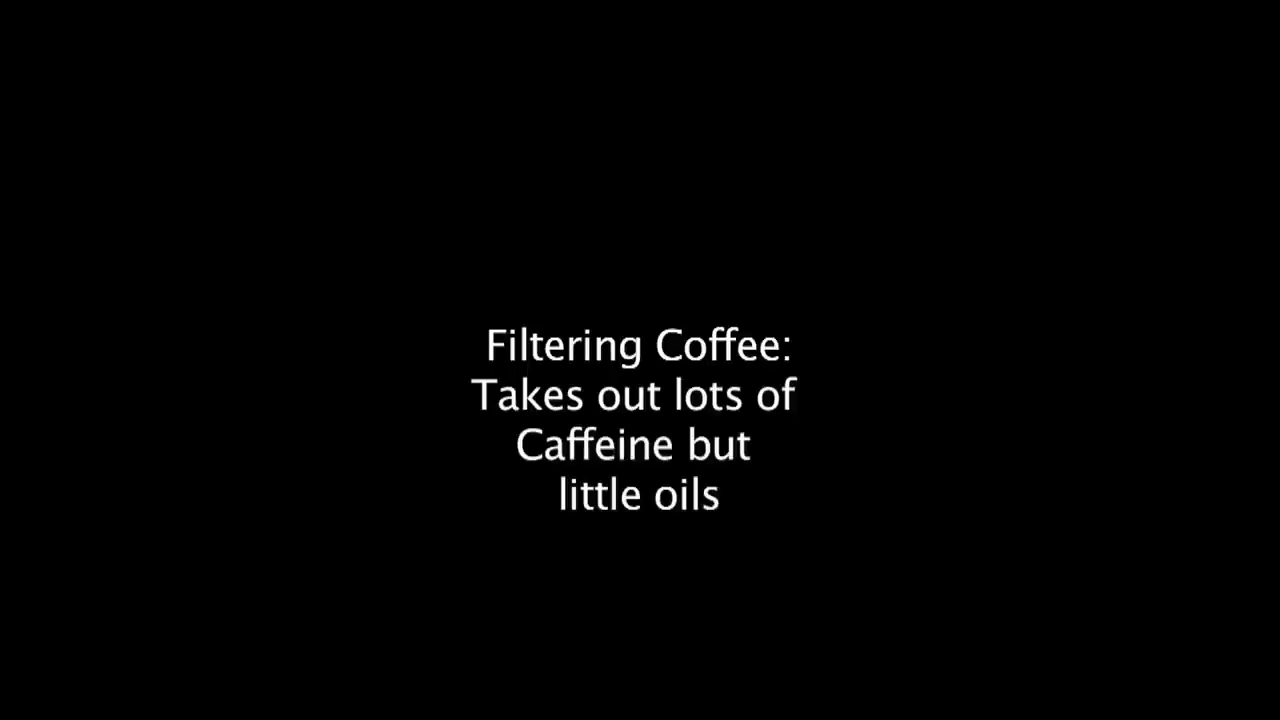 Filtering Coffee:
Takes out lots of
Caffeine but
little oils